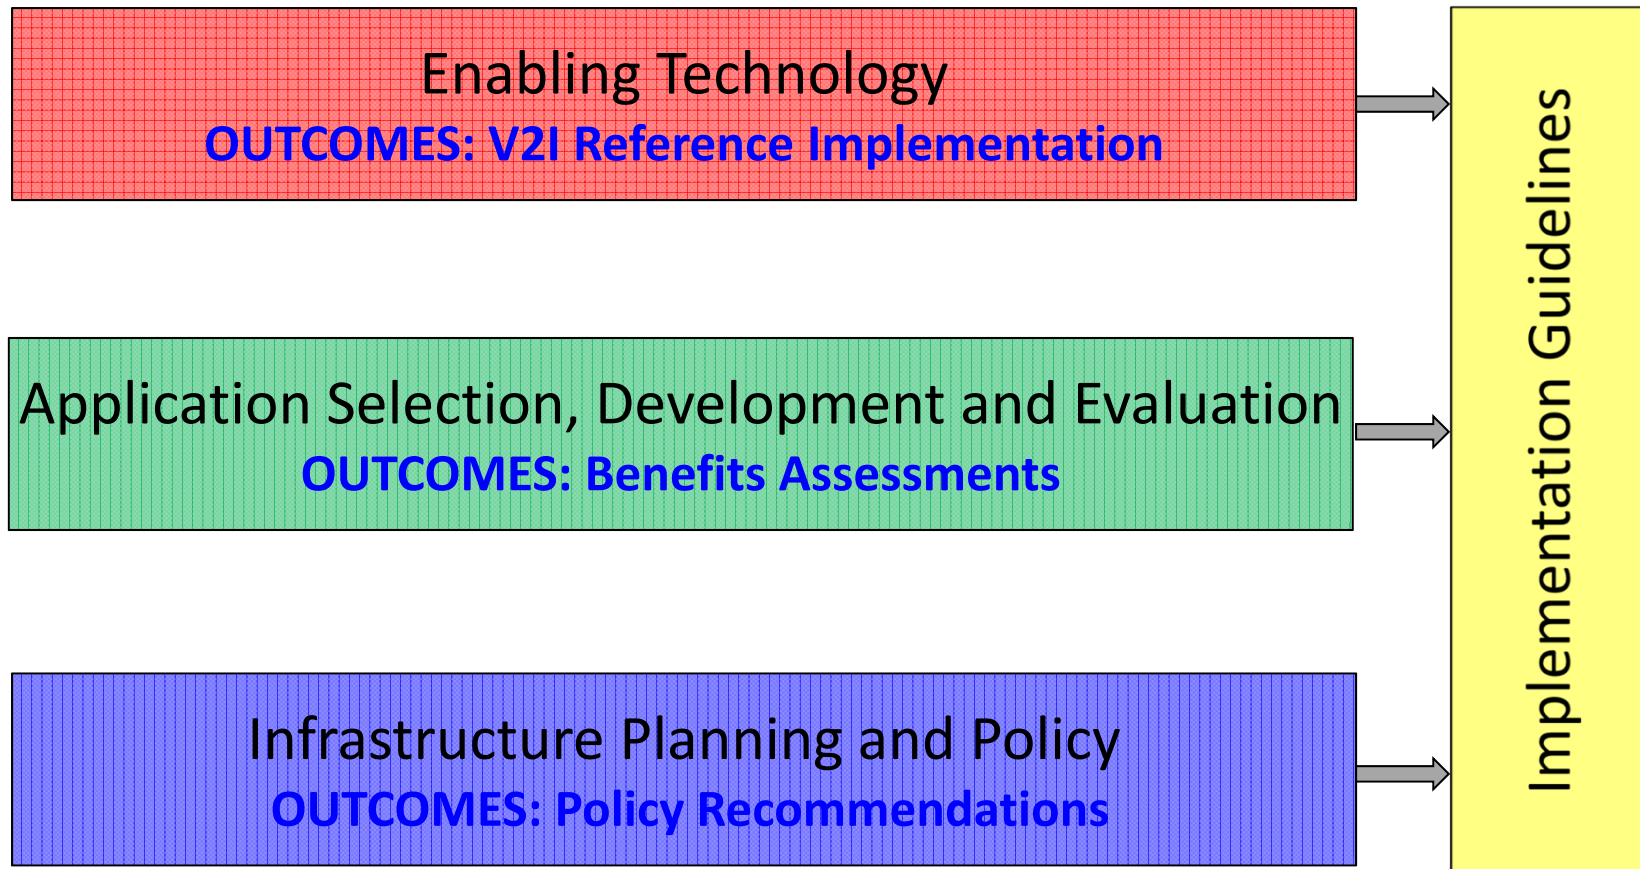 Enabling Technology
OUTCOMES: V2I Reference Implementation
Application Selection, Development and Evaluation
OUTCOMES: Benefits Assessments
Infrastructure Planning and Policy
OUTCOMES: Policy Recommendations
Implementation Guidelines